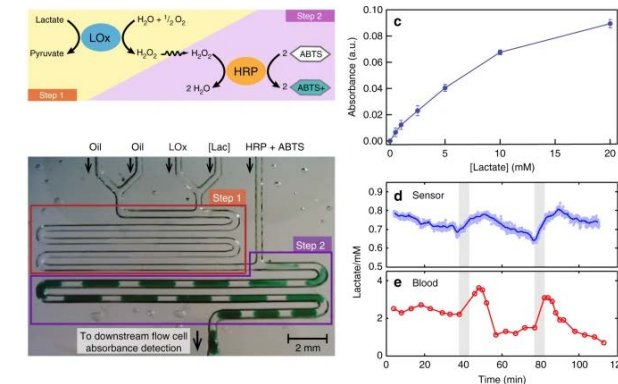 Step 2
Lactate
H₂O + ¹/₂ O₂
LOx
Pyruvate
H₂O₂
H₂O₂
2 ABTS
HRP
2 H₂O
2 ABTS+
Step 1
Oil Oil LOx [Lac] HRP + ABTS
Step 1
Step 2
To downstream flow cell
absorbance detection
2 mm
c
Absorbance (a.u.)
0.10
0.08
0.06
0.04
0.02
0.00
0 5 10 15 20
[Lactate] (mM)
d Sensor
0.9
0.8
0.7
0.6
0.5
Lactate/mM
e Blood
4
2
0
0 20 40 60 80 100
Time (min)